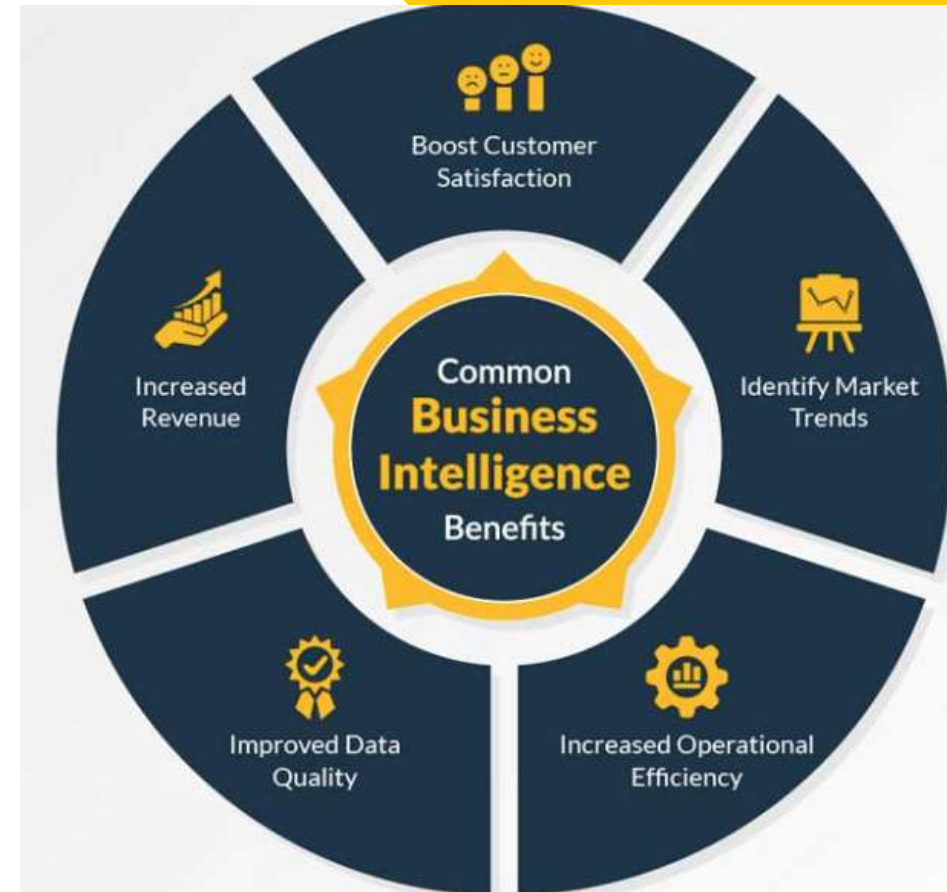 Boost Customer
Satisfaction
Identify Market
Trends
Increased Operational
Efficiency
Improved Data
Quality
Increased
Revenue
Common
Business
Intelligence
Benefits